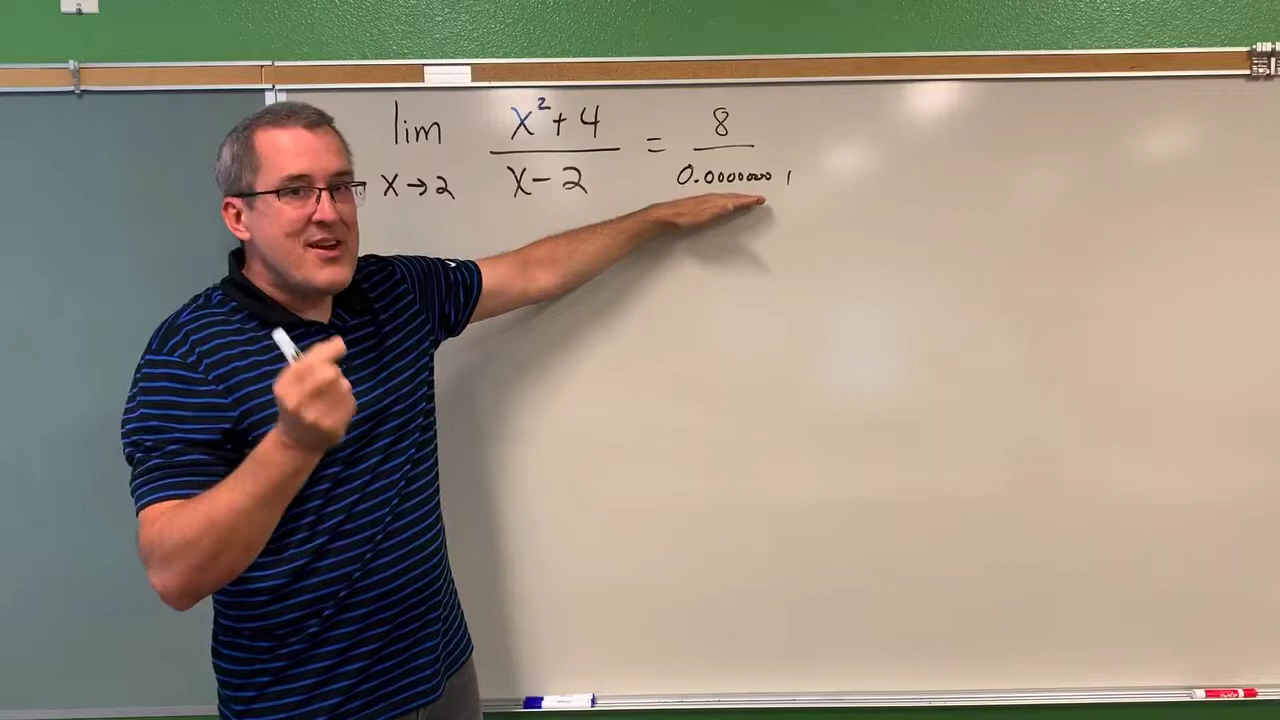 lim x²+4 = 8
x→2 x-2 0.0000000 1